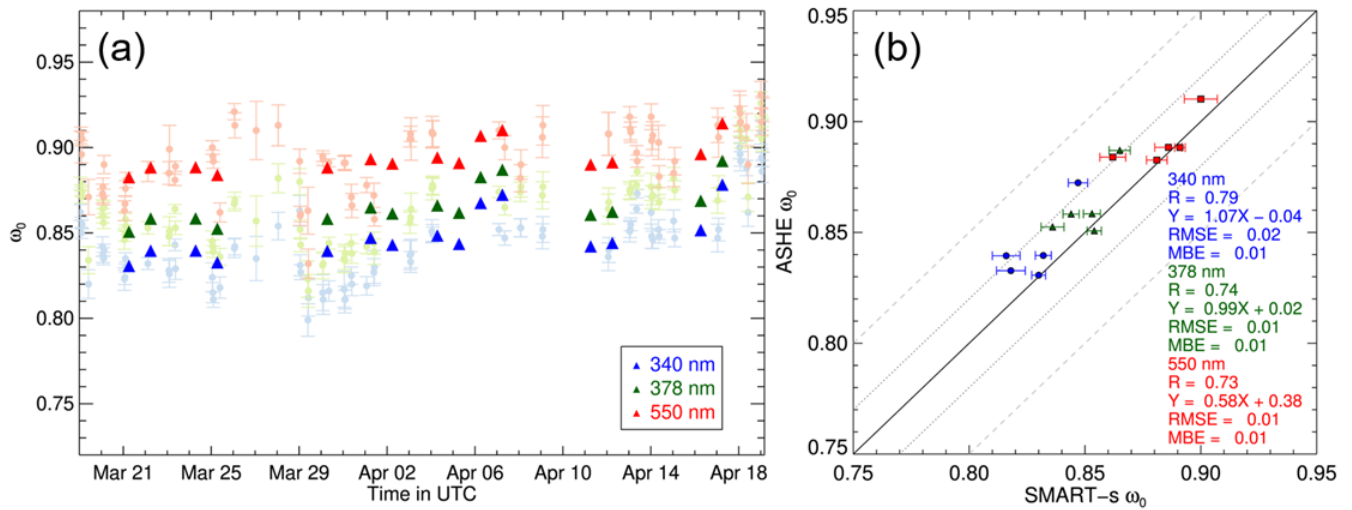 (a)
0.95
0.90
0.85
0.80
0.75
ω₀
Mar 21
Mar 25
Mar 29
Apr 02
Apr 06
Apr 10
Apr 14
Apr 18
Time in UTC
340 nm
378 nm
550 nm
(b)
0.95
0.90
0.85
0.80
0.75
ASHE ω₀
0.75
0.80
0.85
0.90
0.95
SMART-s ω₀
340 nm
R = 0.79
Y = 1.07X − 0.04
RMSE = 0.02
MBE = 0.01
378 nm
R = 0.74
Y = 0.99X + 0.02
RMSE = 0.01
MBE = 0.01
550 nm
R = 0.73
Y = 0.58X + 0.38
RMSE = 0.01
MBE = 0.01